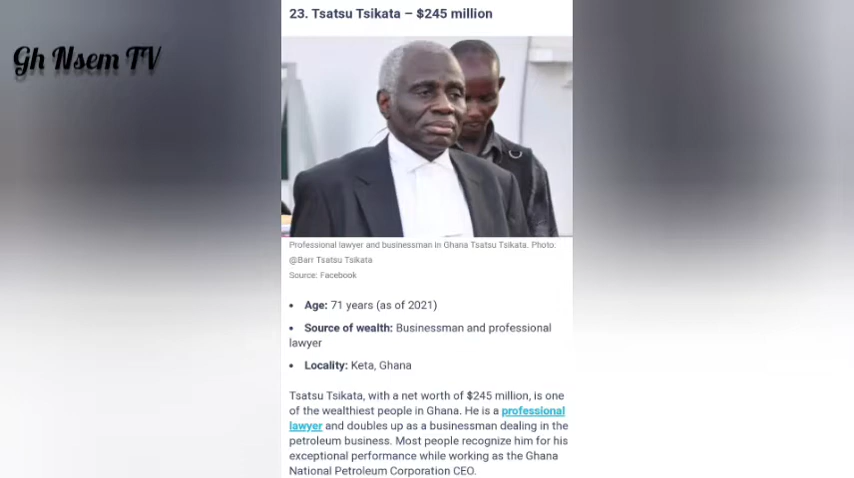 Gh Nsem TV
23. Tsatsu Tsikata – $245 million
Professional lawyer and businessman in Ghana Tsatsu Tsikata. Photo:
@Barr Tsatsu Tsikata
Source: Facebook
• Age: 71 years (as of 2021)
• Source of wealth: Businessman and professional
lawyer
• Locality: Keta, Ghana
Tsatsu Tsikata, with a net worth of $245 million, is one
of the wealthiest people in Ghana. He is a professional
lawyer and doubles up as a businessman dealing in the
petroleum business. Most people recognize him for his
exceptional performance while working as the Ghana
National Petroleum Corporation CEO.